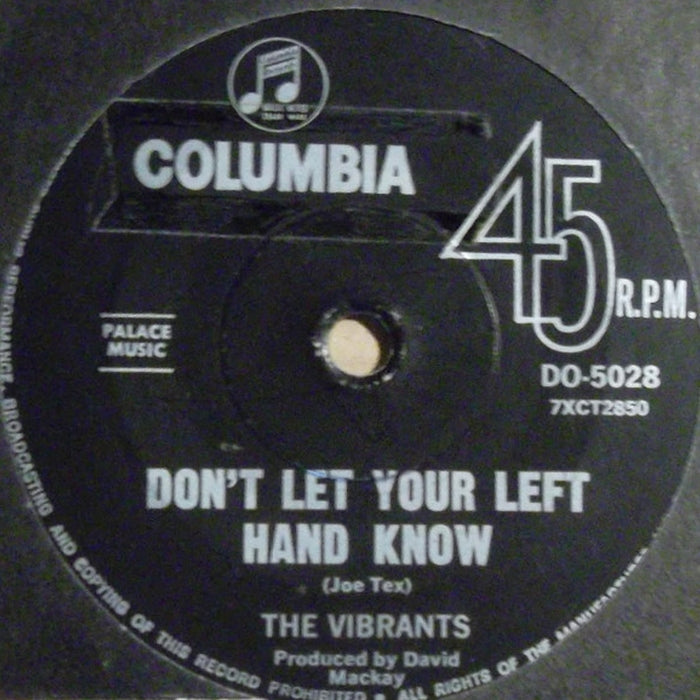 COLUMBIA
45
R.P.M.
PALACE
MUSIC
DO-5028
7XCT2850
DON'T LET YOUR LEFT
HAND KNOW
(Joe Tex)
THE VIBRANTS
Produced by David
Mackay
PERFORMANCE, BROADCASTING AND COPYING OF THIS RECORD PROHIBITED • ALL RIGHTS OF THE